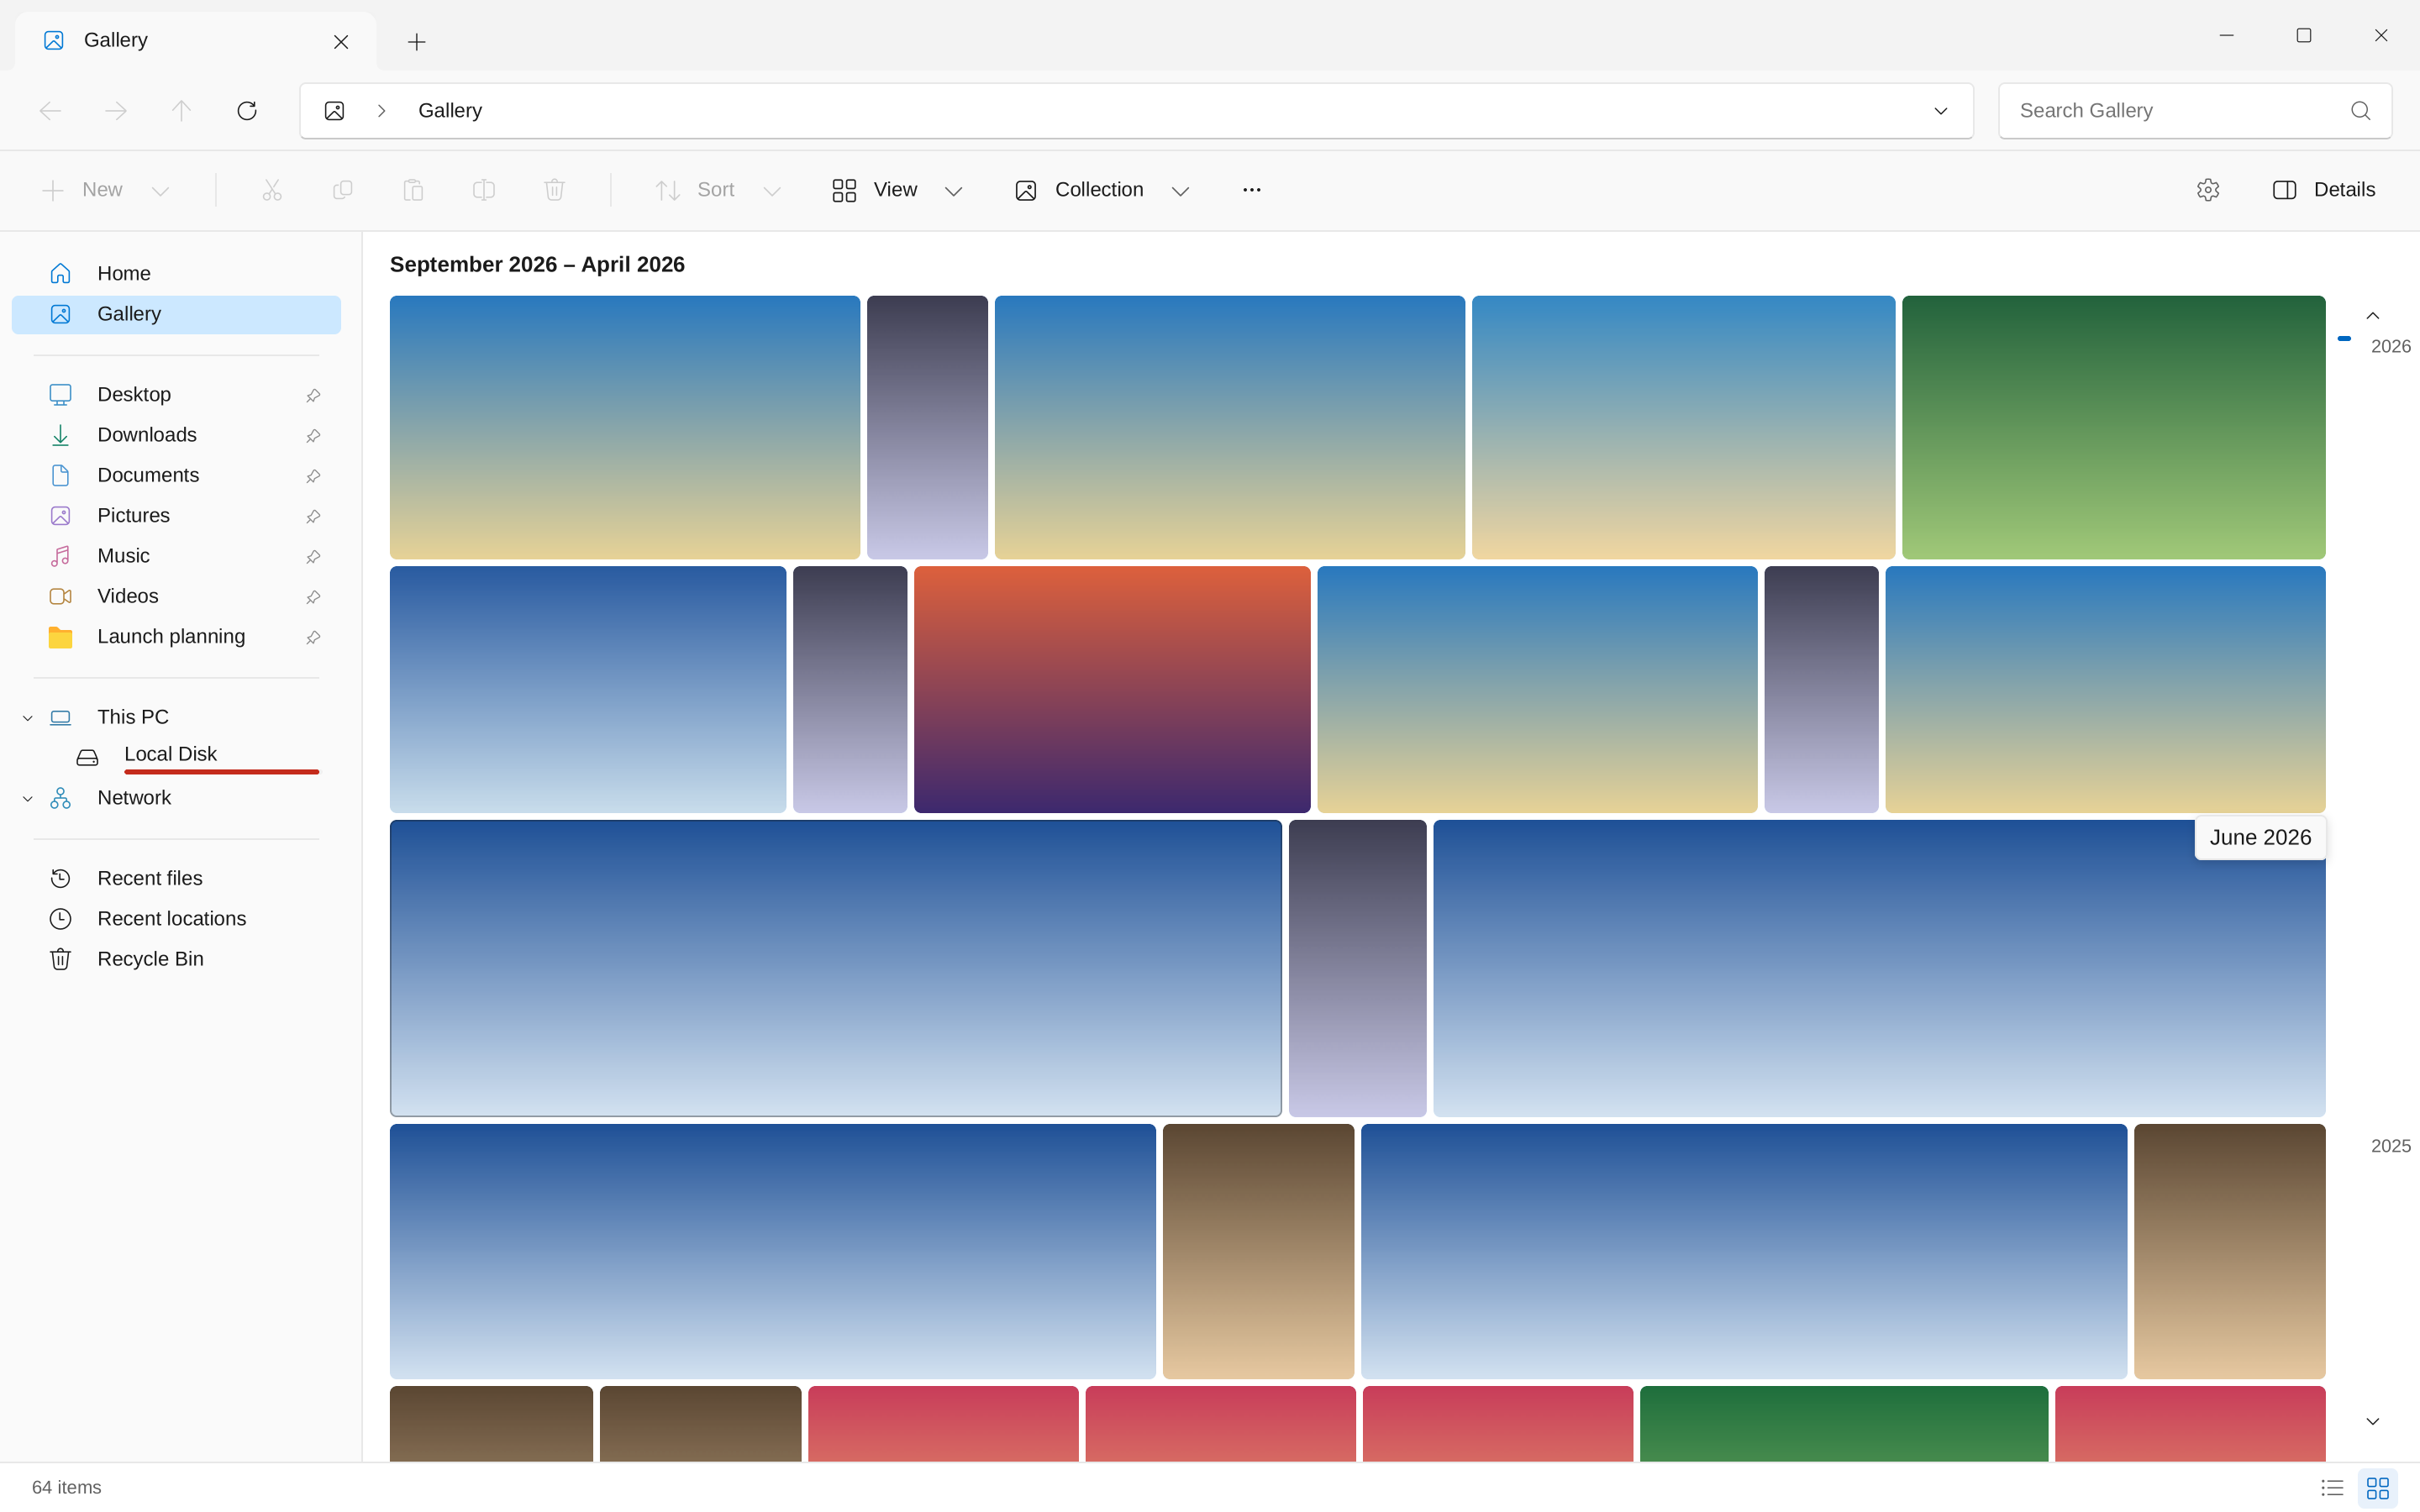 Gallery
Gallery
Search Gallery
New
Sort
View
Collection
Details
Home
Gallery
Desktop
Downloads
Documents
Pictures
Music
Videos
Launch planning
This PC
Local Disk
Network
Recent files
Recent locations
Recycle Bin
September 2026 – April 2026
2026
June 2026
2025
64 items